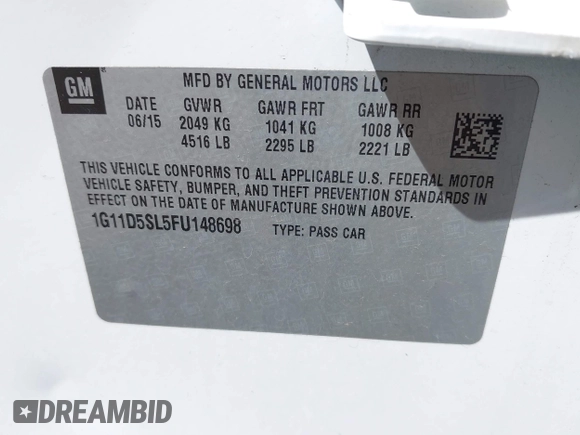 GM
MFD BY GENERAL MOTORS LLC
DATE GVWR GAWR FRT GAWR RR
06/15 2049 KG 1041 KG 1008 KG
4516 LB 2295 LB 2221 LB
THIS VEHICLE CONFORMS TO ALL APPLICABLE U.S. FEDERAL MOTOR
VEHICLE SAFETY, BUMPER, AND THEFT PREVENTION STANDARDS IN
EFFECT ON THE DATE OF MANUFACTURE SHOWN ABOVE.
1G11D5SL5FU148698 TYPE: PASS CAR
DREAMBID